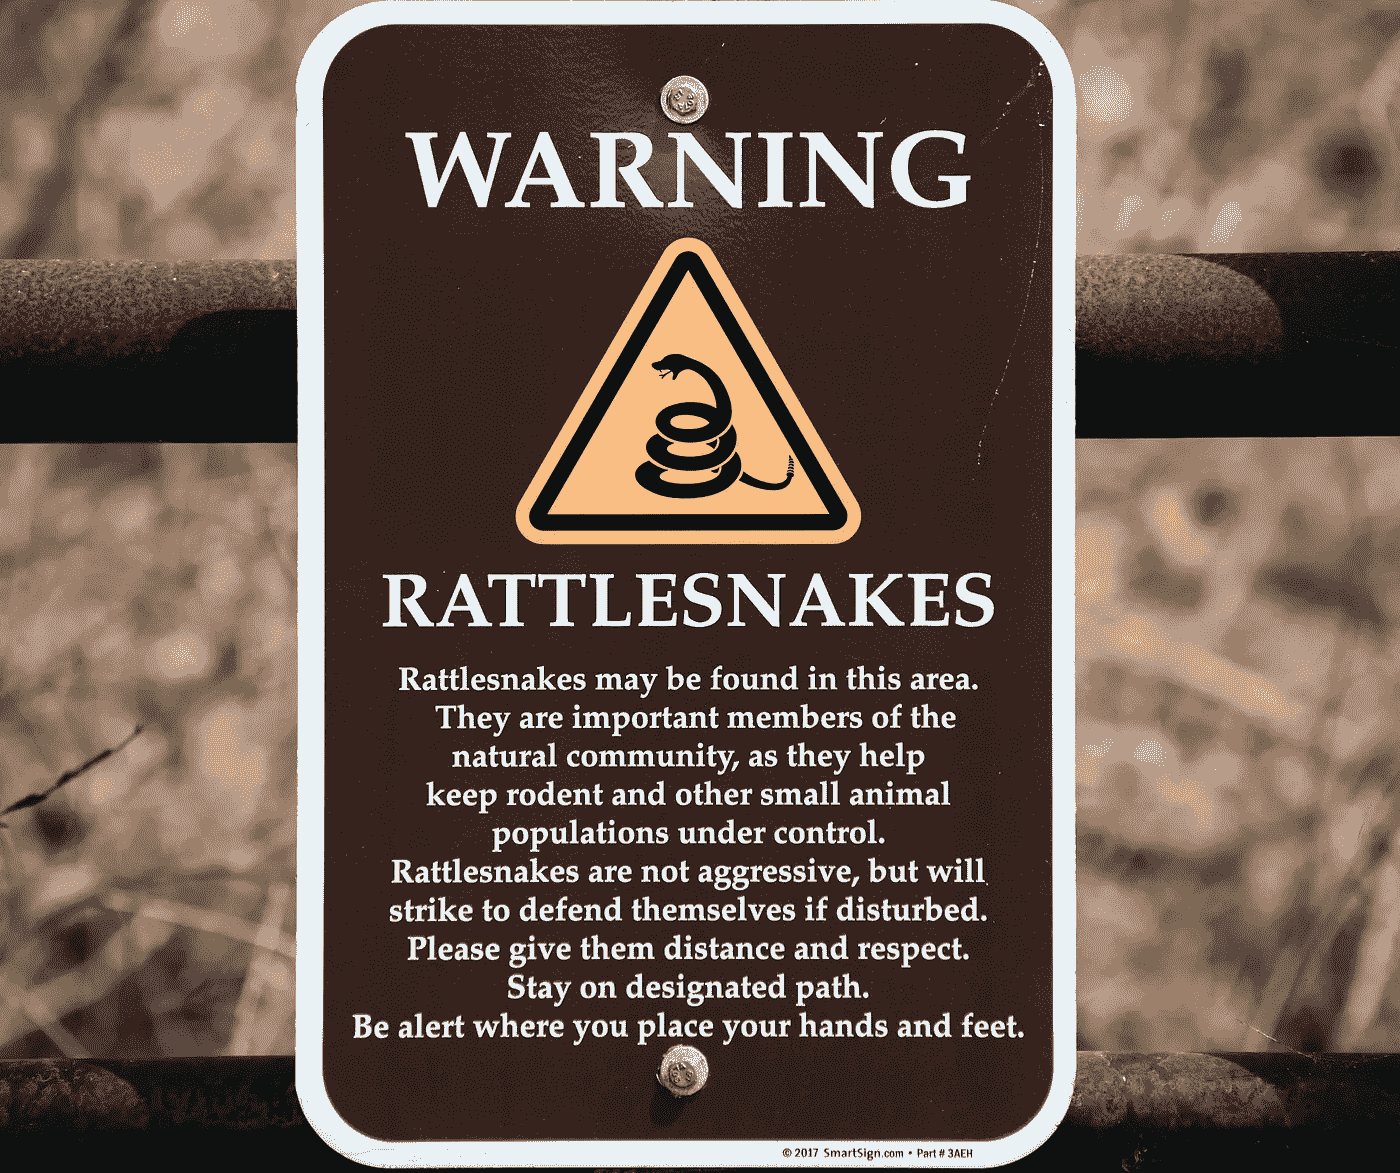 WARNING
RATTLESNAKES
Rattlesnakes may be found in this area.
They are important members of the
natural community, as they help
keep rodent and other small animal
populations under control.
Rattlesnakes are not aggressive, but will
strike to defend themselves if disturbed.
Please give them distance and respect.
Stay on designated path.
Be alert where you place your hands and feet.
© 2017 SmartSign.com • Part # 3AEH